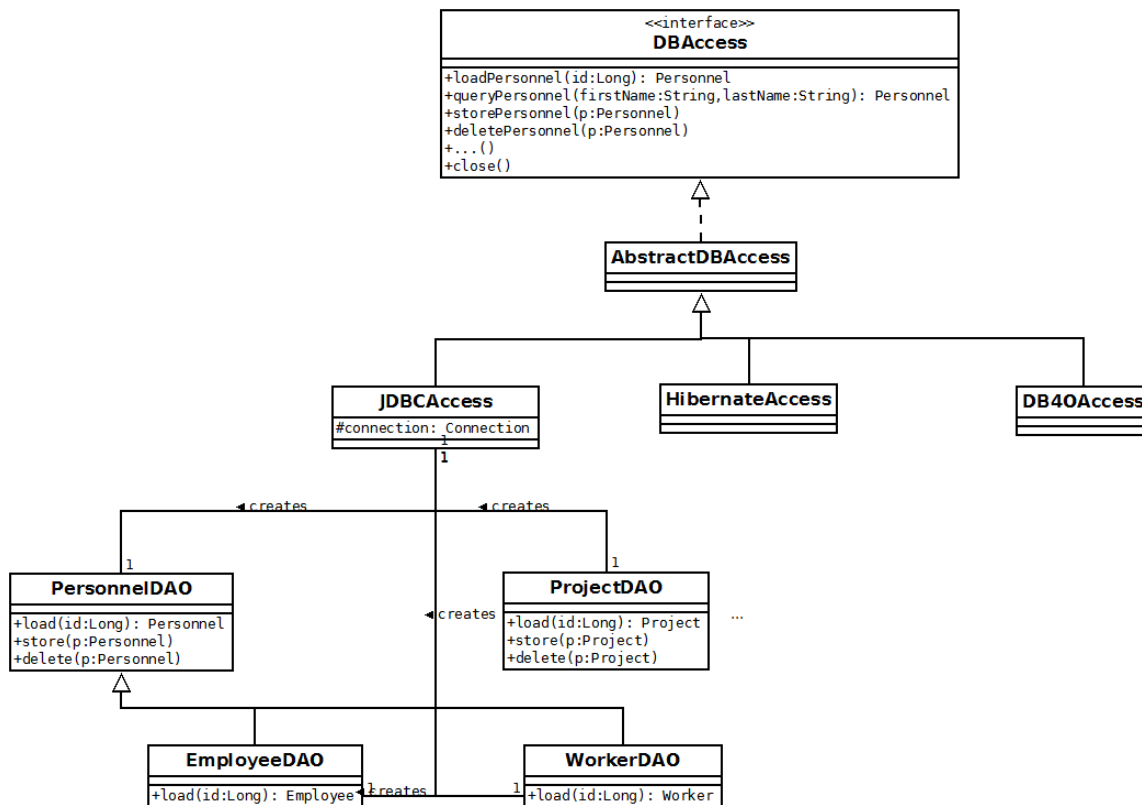 <<interface>>
DBAccess
+loadPersonnel(id:Long): Personnel
+queryPersonnel(firstName:String,lastName:String): Personnel
+storePersonnel(p:Personnel)
+deletePersonnel(p:Personnel)
+...()
+close()
AbstractDBAccess
JDBCAccess
#connection: Connection
1
1
HibernateAccess
DB4OAccess
creates
creates
1
1
PersonnelDAO
+load(id:Long): Personnel
+store(p:Personnel)
+delete(p:Personnel)
creates
ProjectDAO
+load(id:Long): Project
+store(p:Project)
+delete(p:Project)
...
EmployeeDAO
+load(id:Long): Employee
1
creates
1
WorkerDAO
+load(id:Long): Worker